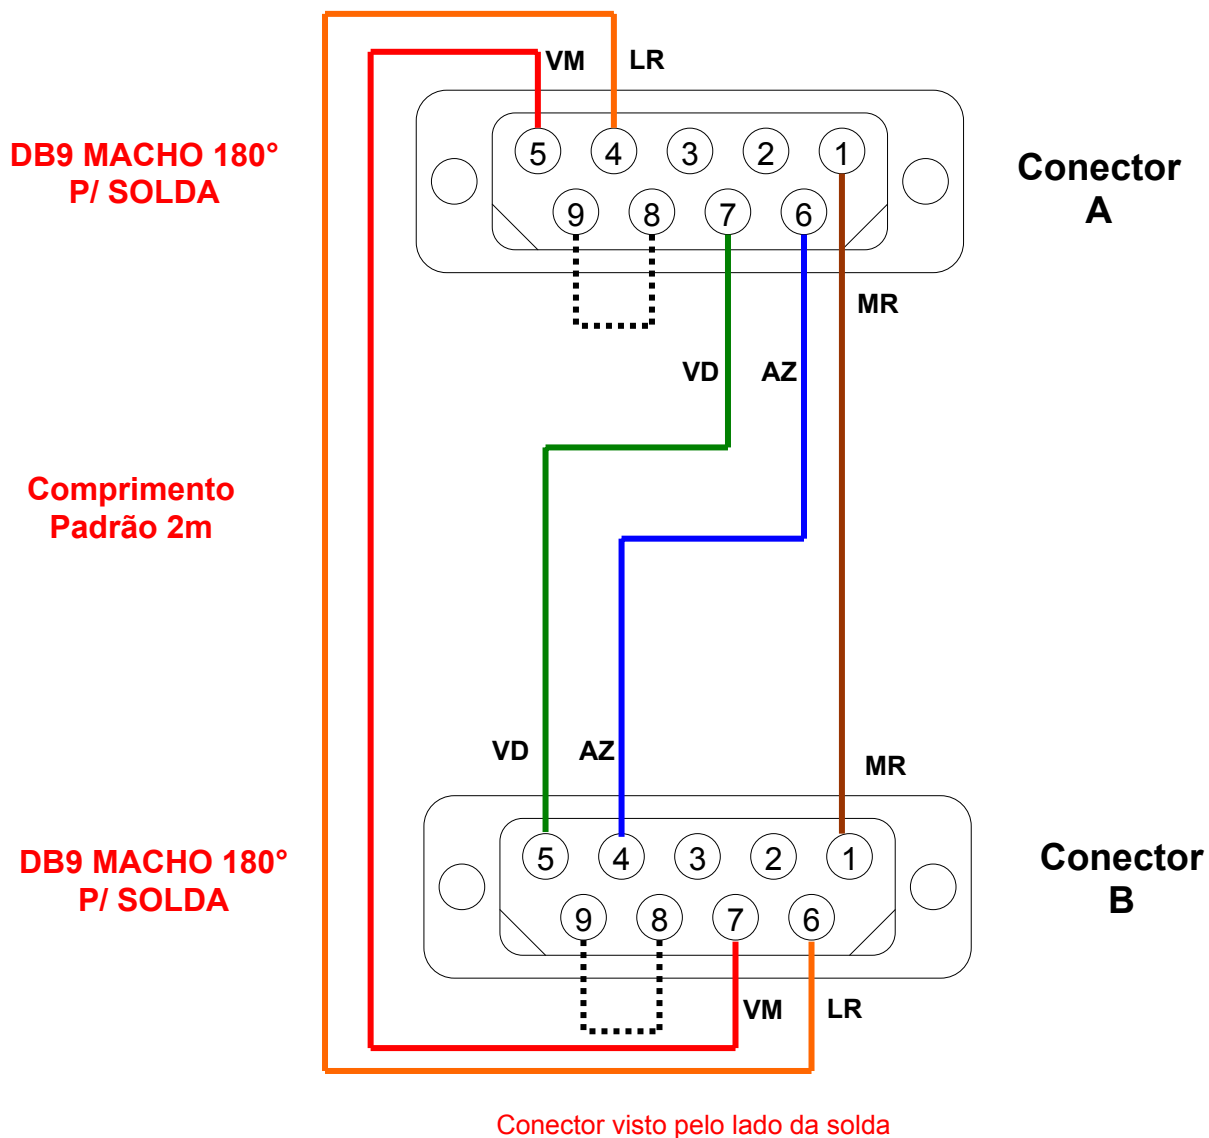 VM LR
DB9 MACHO 180°
P/ SOLDA
5 4 3 2 1
9 8 7 6
Conector
A
MR
VD AZ
Comprimento
Padrão 2m
VD AZ
MR
DB9 MACHO 180°
P/ SOLDA
5 4 3 2 1
9 8 7 6
Conector
B
VM LR
Conector visto pelo lado da solda